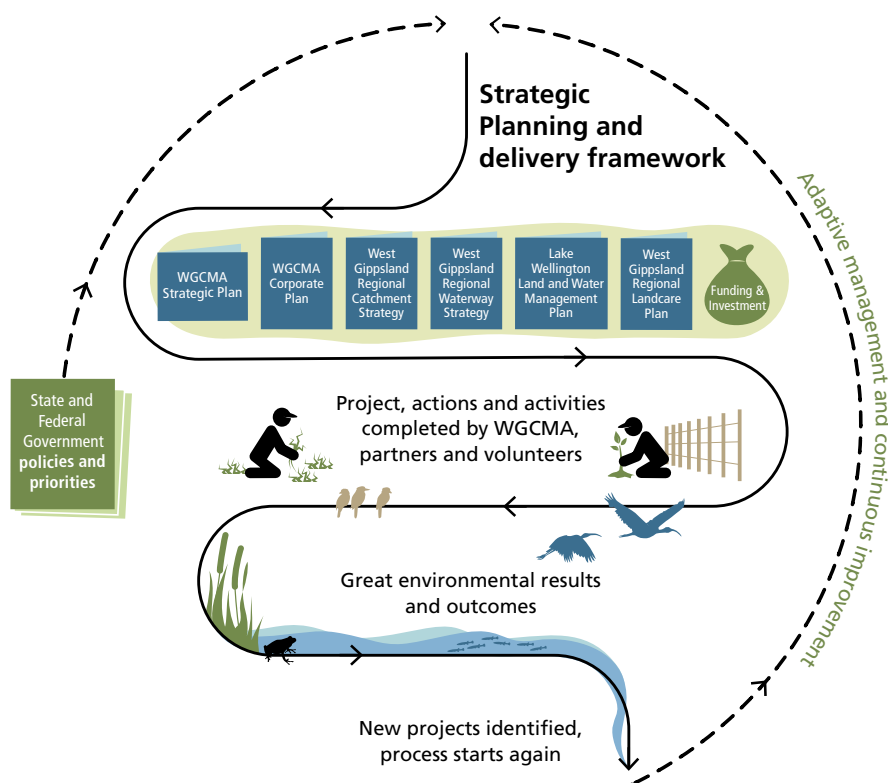 Strategic
Planning and
delivery framework
WGCMA
Strategic Plan
WGCMA
Corporate
Plan
West
Gippsland
Regional
Catchment
Strategy
West
Gippsland
Regional
Waterway
Strategy
Lake
Wellington
Land and Water
Management
Plan
West
Gippsland
Regional
Landcare
Plan
Funding &
Investment
State and
Federal
Government
policies and
priorities
Project, actions and activities
completed by WGCMA,
partners and volunteers
Great environmental results
and outcomes
New projects identified,
process starts again
Adaptive management and continuous improvement